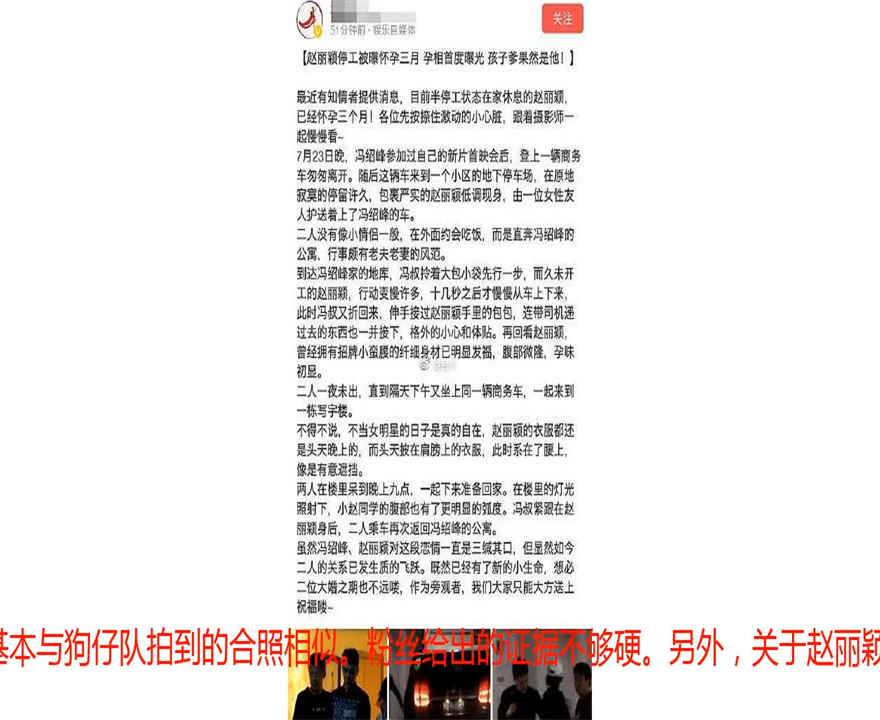 51分钟前·娱乐自媒体
关注
【赵丽颖停工被曝怀孕三月 孕相首度曝光 孩子爹果然是他！】
最近有知情者提供消息，目前半停工状态在家休息的赵丽颖，
已经怀孕三个月！各位先按捺住激动的小心脏，跟着摄影师一
起慢慢看~
7月23日晚，冯绍峰参加过自己的新片首映会后，登上一辆商务
车匆匆离开。随后这辆车来到一个小区的地下停车场，在原地
寂寞的停留许久，包裹严实的赵丽颖低调现身，由一位女性友
人护送着上了冯绍峰的车。
二人没有像小情侣一般，在外面约会吃饭，而是直奔冯绍峰的
公寓，行事颇有老夫老妻的风范。
到达冯绍峰家的地库，冯叔拎着大包小袋先行一步，而久未开
工的赵丽颖，行动变慢许多，十几秒之后才慢慢从车上下来，
此时冯叔又折回来，伸手接过赵丽颖手里的包包，连带司机递
过去的东西也一并接下，格外的小心和体贴。再回看赵丽颖，
曾经拥有招牌小蛮腰的纤细身材已明显发福，腹部微隆，孕味
初显。
二人一夜未出，直到隔天下午又坐上同一辆商务车，一起来到
一栋写字楼。
不得不说，不当女明星的日子是真的自在，赵丽颖的衣服都还
是头天晚上的，而头天披在肩膀上的衣服，此时系在了腰上，
像是有意遮挡。
两人在楼里呆到晚上九点，一起下来准备回家。在楼里的灯光
照射下，小赵同学的腹部也有了更明显的弧度。冯叔紧跟在赵
丽颖身后，二人乘车再次返回冯绍峰的公寓。
虽然冯绍峰、赵丽颖对这段恋情一直是三缄其口，但显然如今
二人的关系已发生质的飞跃。既然已经有了新的小生命，想必
二位大婚之期也不远喽，作为旁观者，我们大家只能大方送上
祝福喽~
基本与狗仔队拍到的合照相似。粉丝给出的证据不够硬。另外，关于赵丽颖